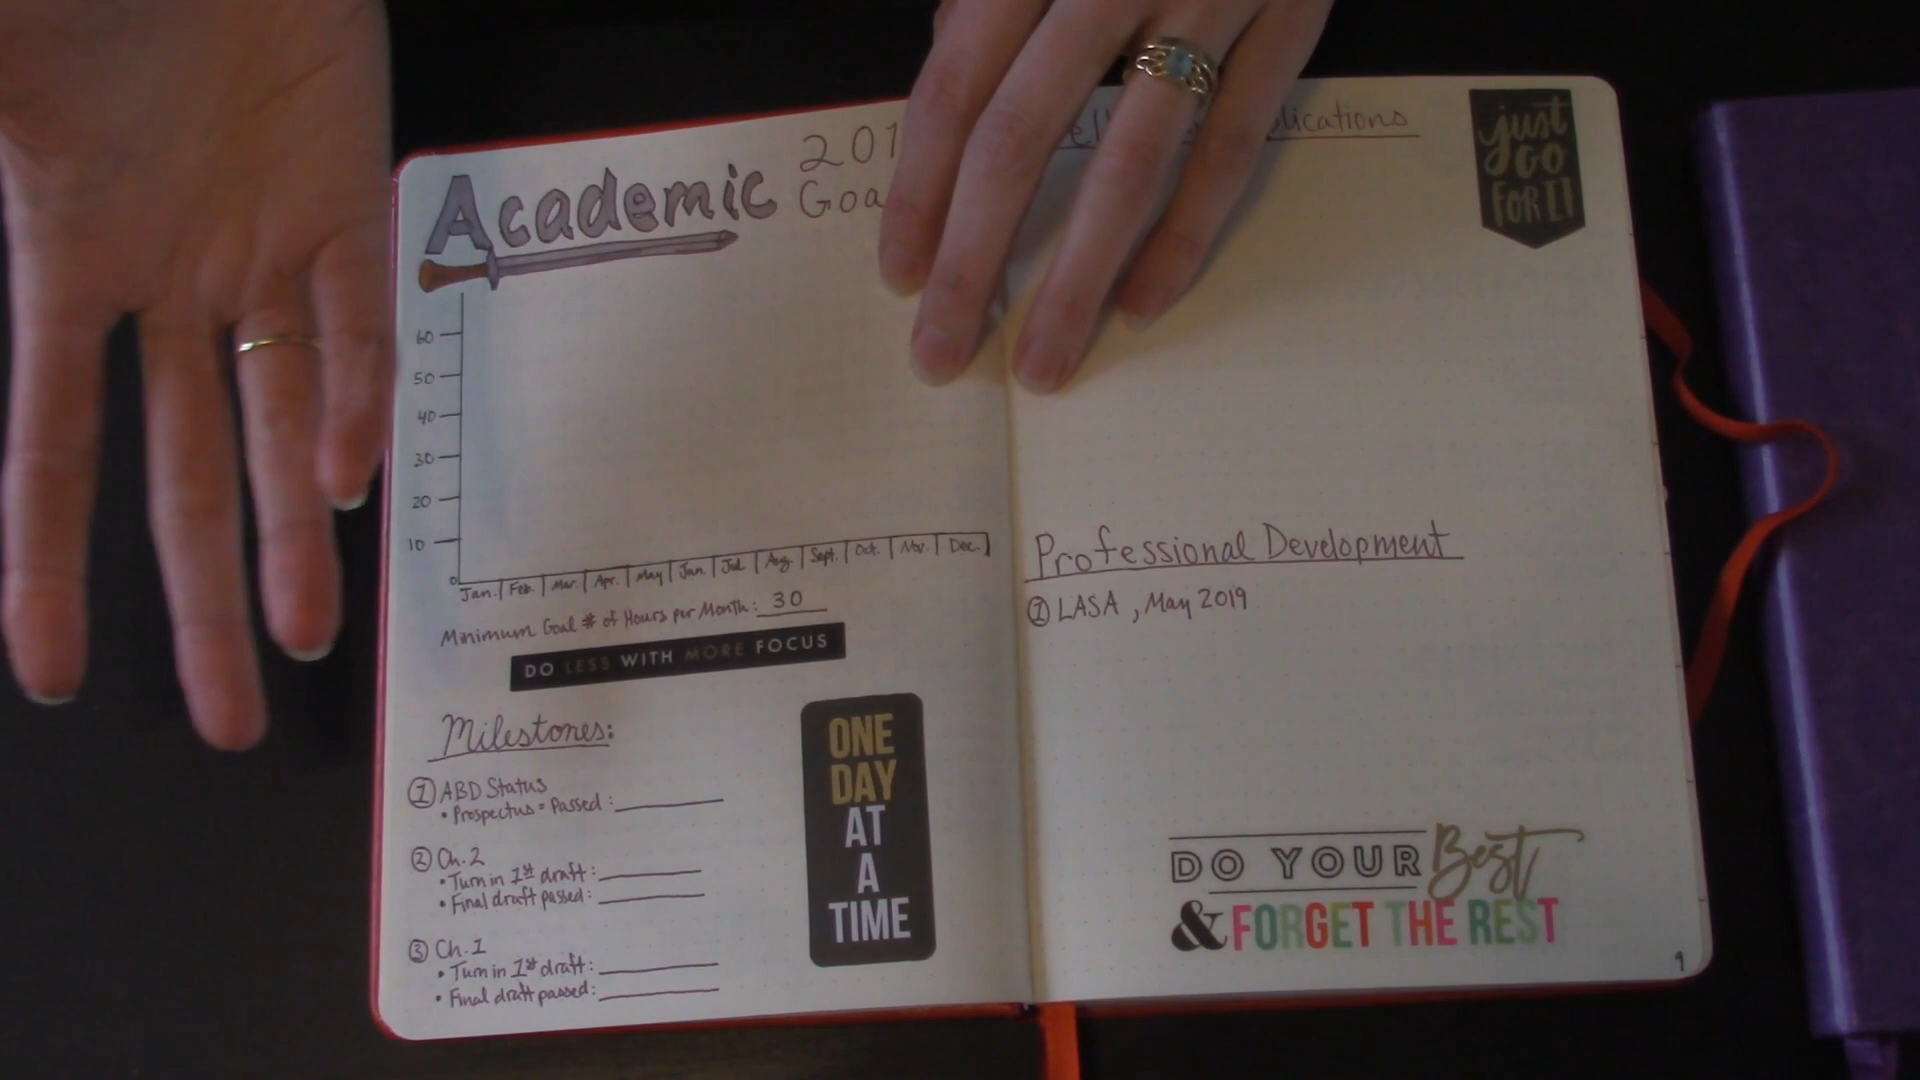 Academic
Goa
60
50
40
30
20
10
0
Jan. Feb. Mar. Apr. May Jun. Jul. Aug. Sept. Oct. Nov. Dec.
Minimum Goal # of Hours per Month: 30
DO LESS WITH MORE FOCUS
Milestones:
① ABD Status
• Prospectus = Passed:
② Ch. 2
• Turn in 1st draft:
• Final draft passed:
③ Ch. 1
• Turn in 1st draft:
• Final draft passed:
ONE
DAY
AT
A
TIME
just
GO
FOR IT
Professional Development
① LASA, May 2019
DO YOUR Best
& FORGET THE REST
9